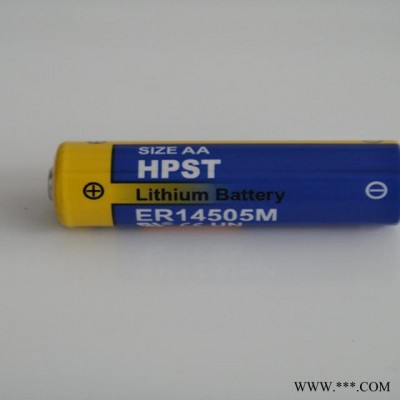 SIZE AA
HPST
Lithium Battery
ER14505M
WWW.***.COM